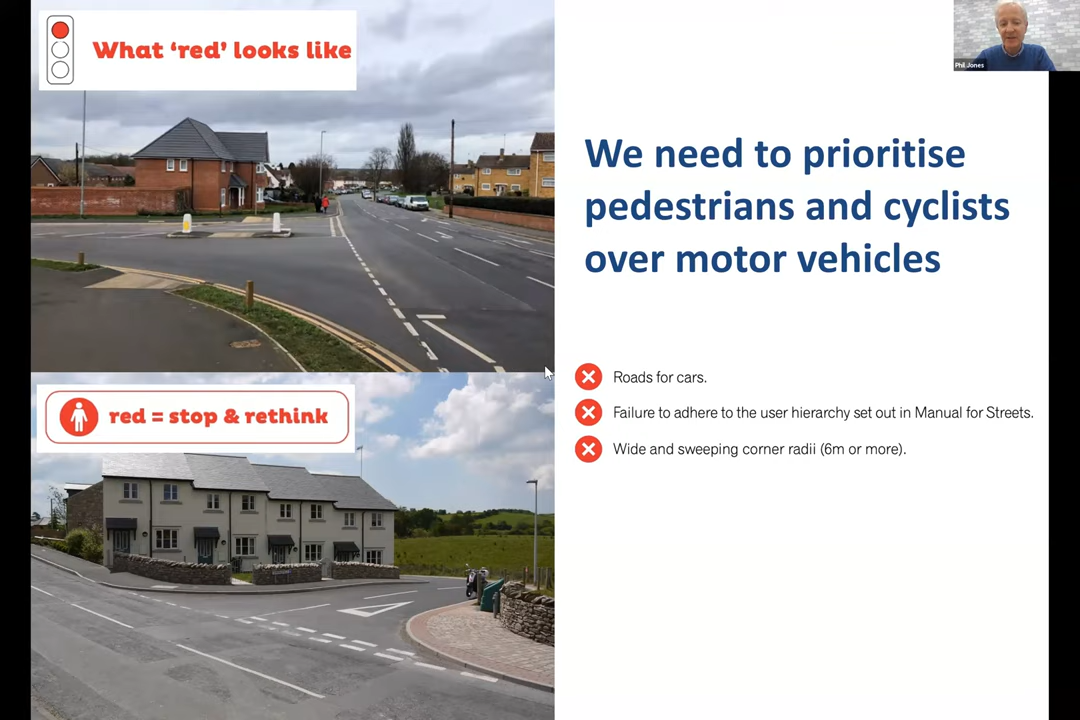 What ‘red’ looks like
red = stop & rethink
We need to prioritise
pedestrians and cyclists
over motor vehicles
Roads for cars.
Failure to adhere to the user hierarchy set out in Manual for Streets.
Wide and sweeping corner radii (6m or more).
Phil Jones